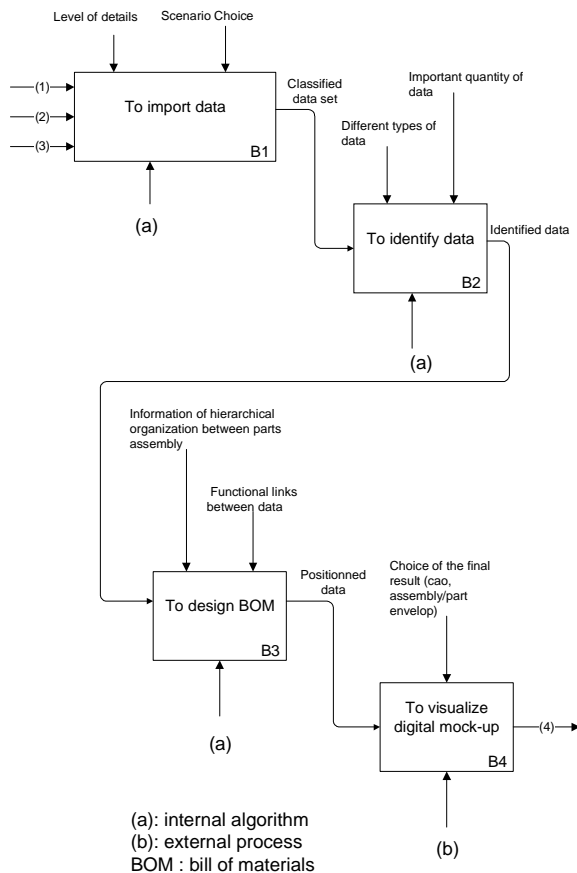 Level of details
Scenario Choice
(1)
(2)
(3)
To import data
B1
(a)
Classified
data set
Important quantity of
data
Different types of
data
To identify data
B2
Identified data
(a)
Information of hierarchical
organization between parts
assembly
Functional links
between data
To design BOM
B3
(a)
Positionned
data
Choice of the final
result (cao,
assembly/part
envelop)
To visualize
digital mock-up
B4
(4)
(b)
(a): internal algorithm
(b): external process
BOM : bill of materials